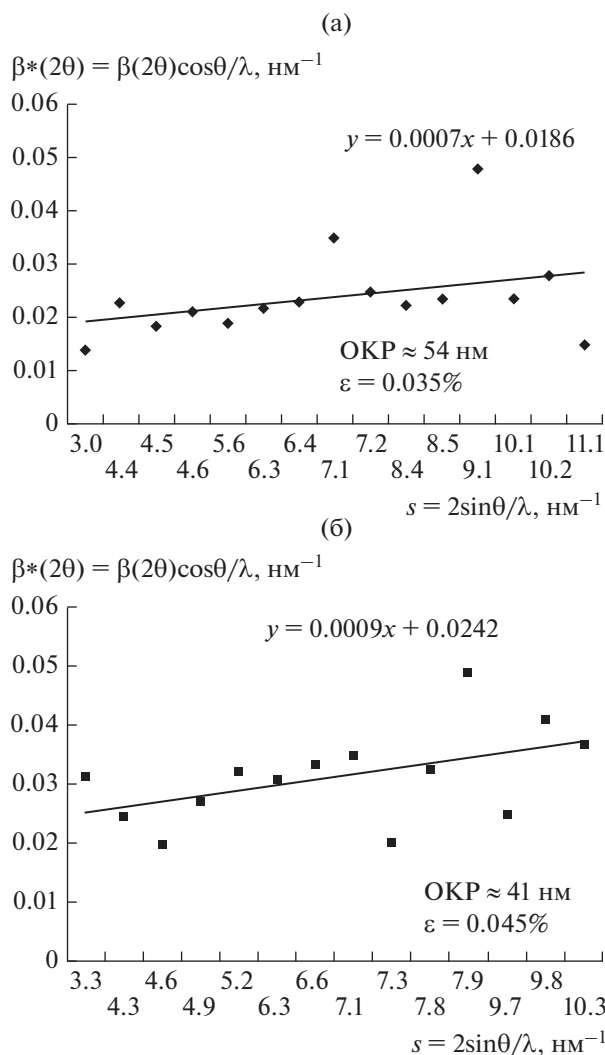 (а)
β*(2θ) = β(2θ)cosθ/λ, нм⁻¹
0.06
y = 0.0007x + 0.0186
0.05
0.04
0.03
0.02
ОКР ≈ 54 нм
0.01
ε = 0.035%
0
3.0 4.5 5.6 6.4 7.2 8.5 10.1 11.1
4.4 4.6 6.3 7.1 8.4 9.1 10.2
s = 2sinθ/λ, нм⁻¹
(б)
β*(2θ) = β(2θ)cosθ/λ, нм⁻¹
0.06
y = 0.0009x + 0.0242
0.05
0.04
0.03
0.02
ОКР ≈ 41 нм
0.01
ε = 0.045%
0
3.3 4.6 5.2 6.6 7.3 7.9 9.8
4.3 4.9 6.3 7.1 7.8 9.7 10.3
s = 2sinθ/λ, нм⁻¹